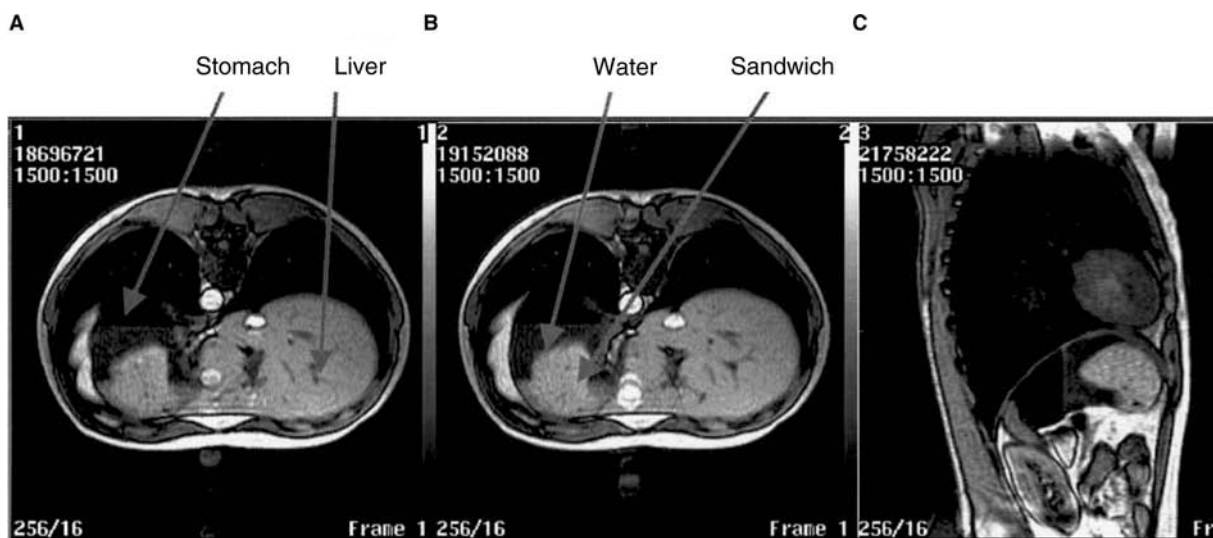 A
B
C
Stomach
Liver
Water
Sandwich
1
18696721
1500:1500
1
256/16
Frame 1
2
19152088
1500:1500
2
256/16
Frame 1
3
21758222
1500:1500
256/16
Fr